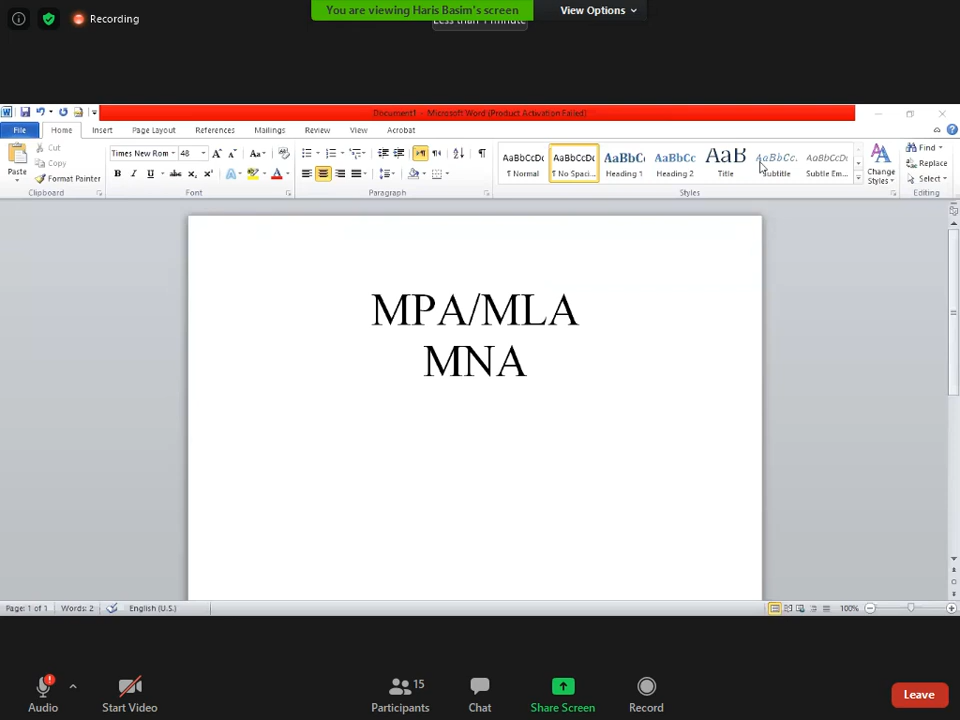 You are viewing Haris Basim's screen
View Options
Recording
Less than 1 minute
Document1 - Microsoft Word (Product Activation Failed)
File Home Insert Page Layout References Mailings Review View Acrobat
Cut
Copy
Format Painter
Paste
Clipboard
Times New Rom 48
Font
Paragraph
AaBbCcDc AaBbCcDc AaBbC AaBbCc AaB AaBbCc. AaBbCcDc
¶ Normal ¶ No Spaci... Heading 1 Heading 2 Title Subtitle Subtle Em...
Styles
Change Styles
Find
Replace
Select
Editing
MPA/MLA
MNA
Page: 1 of 1 Words: 2 English (U.S.) 100%
Audio Start Video 15 Participants Chat Share Screen Record Leave